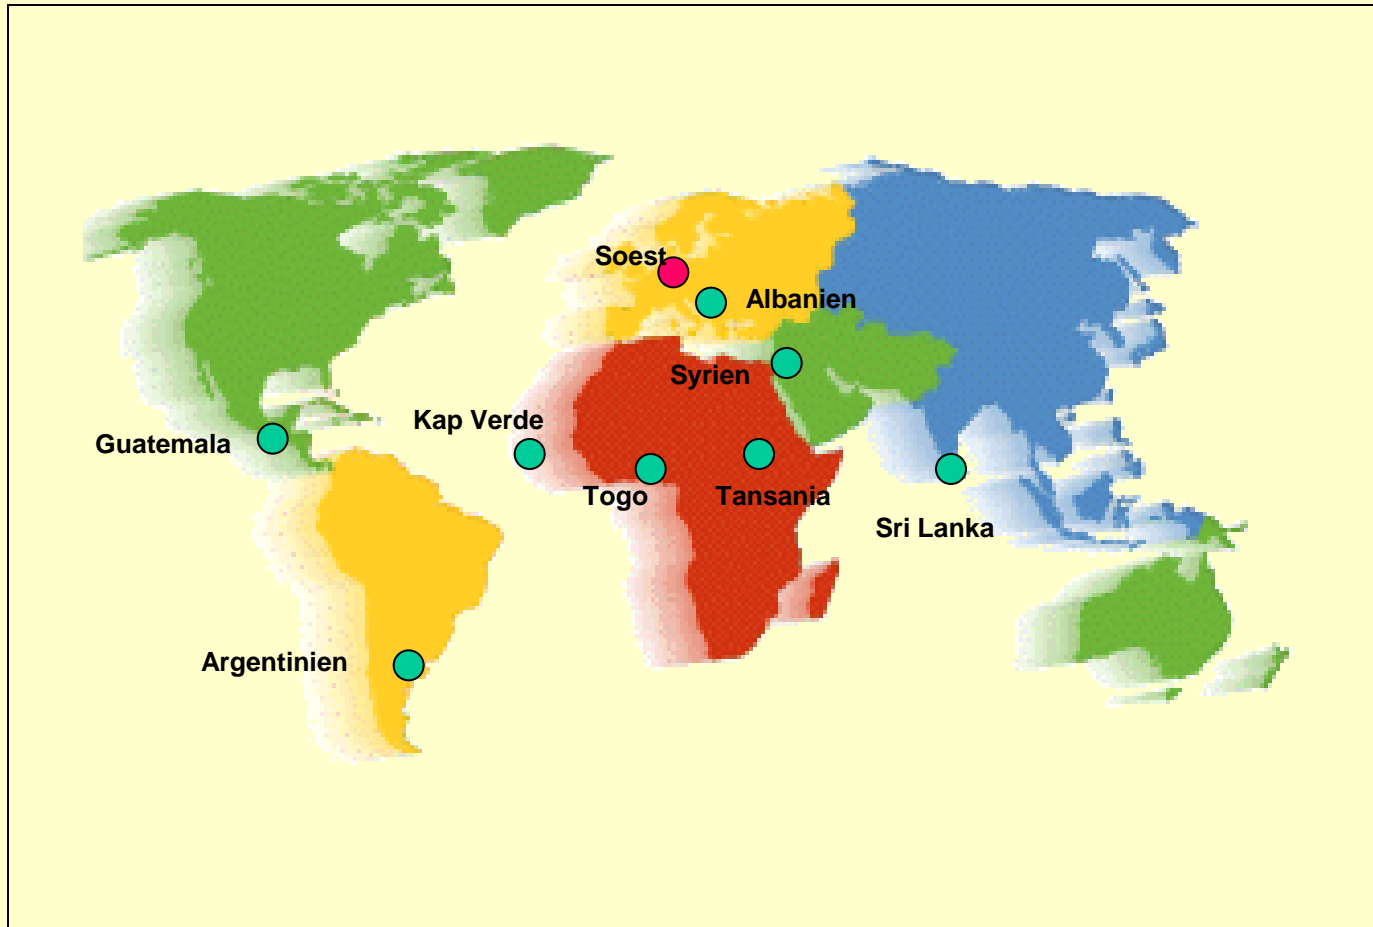 Soest
Albanien
Syrien
Kap Verde
Guatemala
Togo
Tansania
Sri Lanka
Argentinien